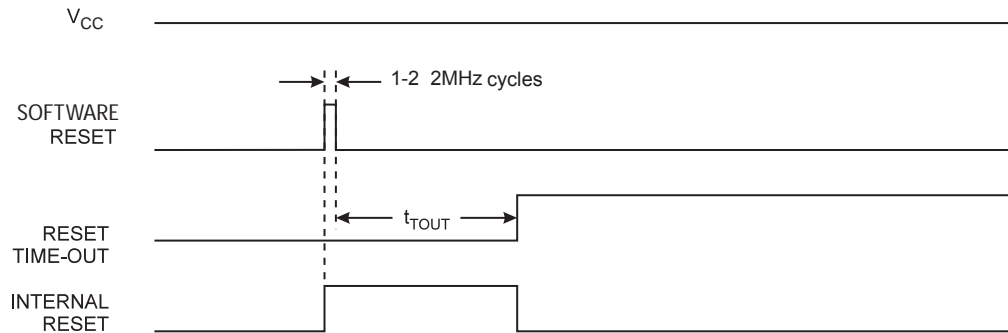 VCC
1-2 2MHz cycles
SOFTWARE
RESET
tTOUT
RESET
TIME-OUT
INTERNAL
RESET